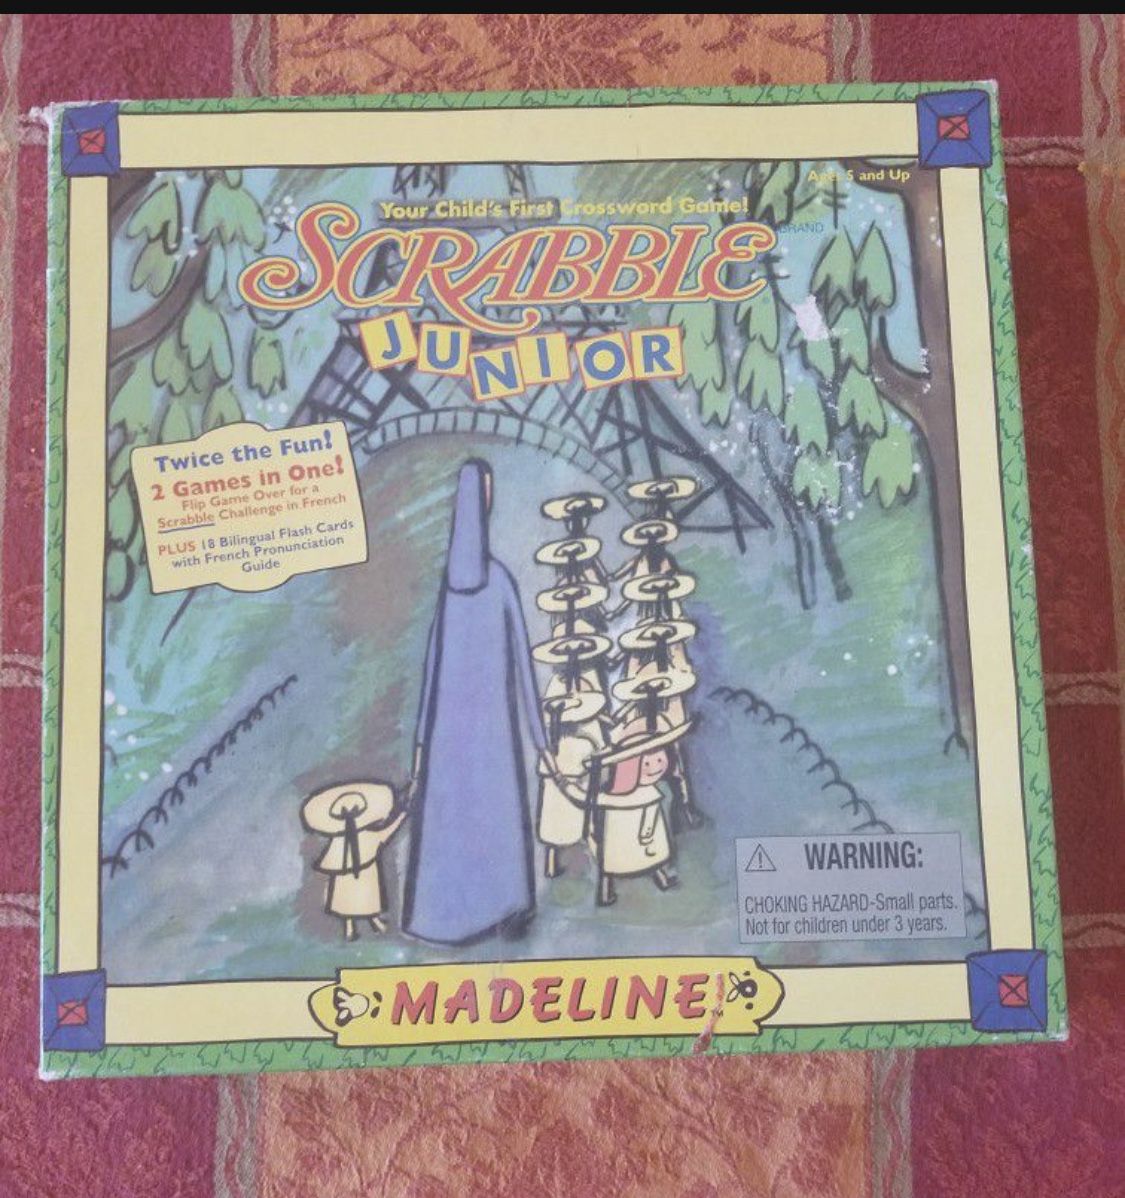 Ages 5 and Up
Your Child's First Crossword Game!
SCRABBLE
BRAND
JUNIOR
Twice the Fun!
2 Games in One!
Flip Game Over for a
Scrabble Challenge in French
PLUS 18 Bilingual Flash Cards
with French Pronunciation
Guide
WARNING:
CHOKING HAZARD-Small parts.
Not for children under 3 years.
MADELINE™